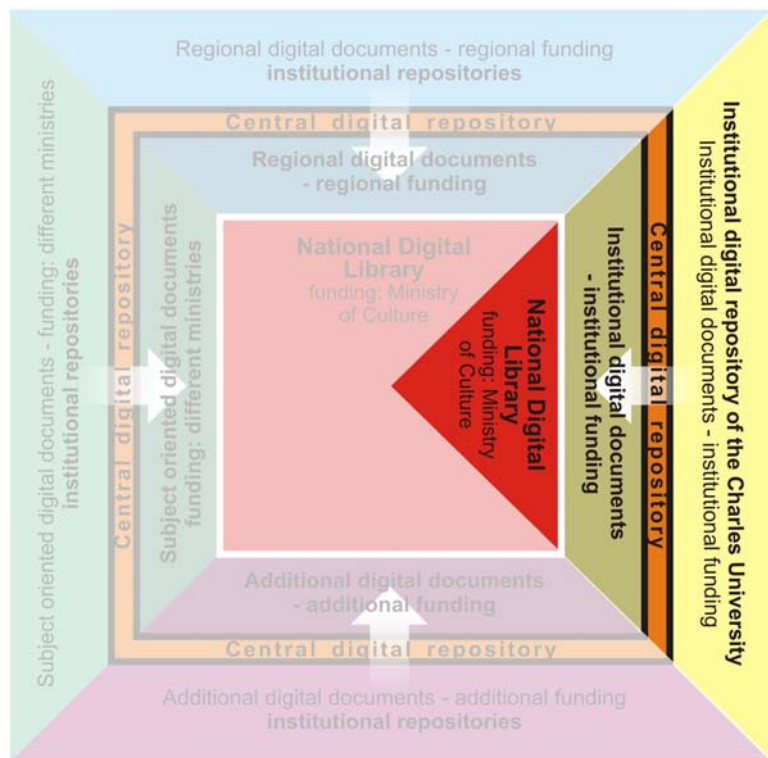 Regional digital documents - regional funding
institutional repositories
Central digital repository
Regional digital documents
- regional funding
Subject oriented digital documents - funding: different ministries
institutional repositories
Central digital repository
Subject oriented digital documents
funding: different ministries
National Digital
Library
funding: Ministry
of Culture
National Digital
Library
funding: Ministry
of Culture
Institutional digital documents
- institutional funding
Central digital repository
Institutional digital repository of the Charles University
Institutional digital documents - institutional funding
Additional digital documents
- additional funding
Central digital repository
Additional digital documents - additional funding
institutional repositories